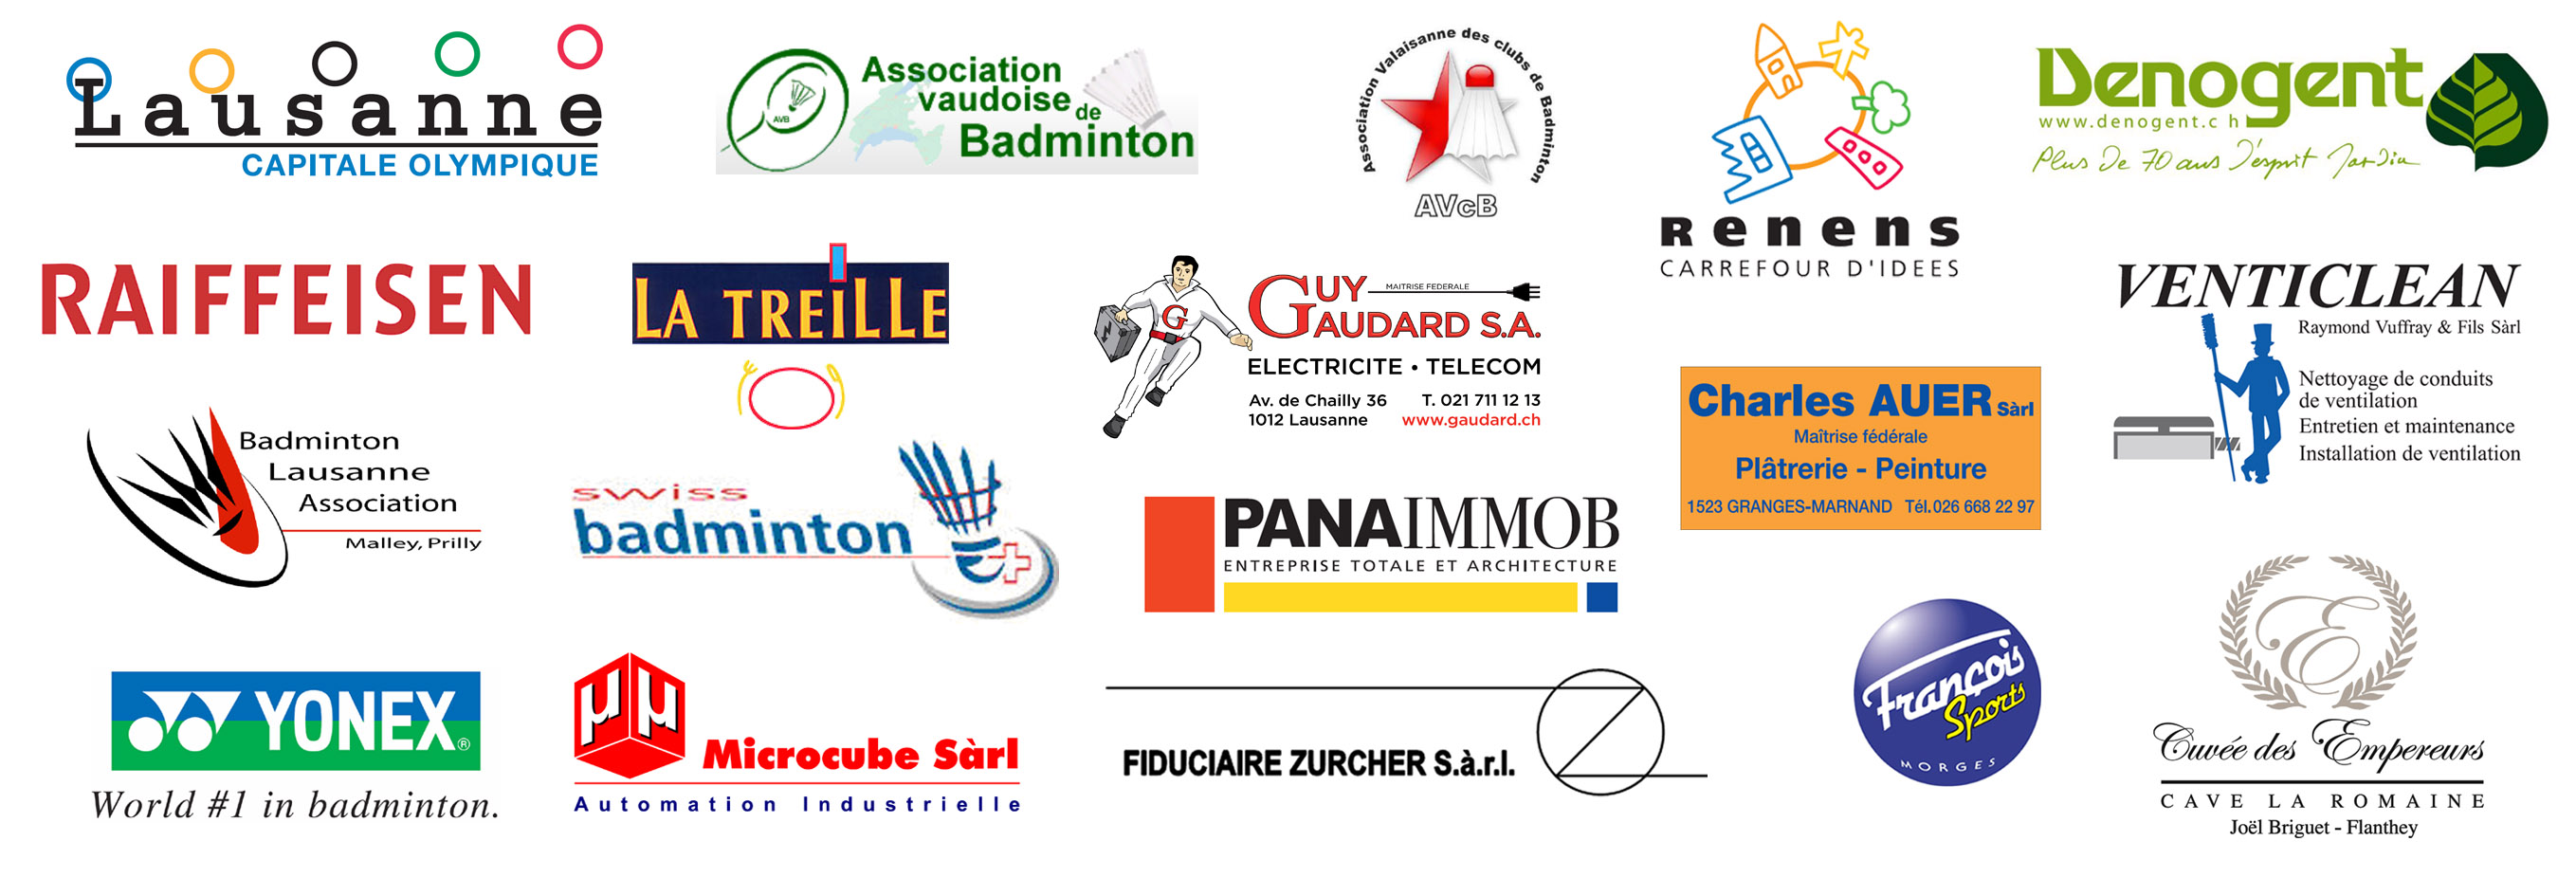 Lausanne
CAPITALE OLYMPIQUE
AVB
Association
vaudoise de
Badminton
Association Valaisanne des clubs de Badminton
AVcB
Renens
CARREFOUR D'IDEES
Denogent
www.denogent.ch
Plus de 70 ans d'esprit Jardin
RAIFFEISEN
LA TREILLE
G
GUY
MAITRISE FEDERALE
GAUDARD S.A.
ELECTRICITE • TELECOM
Av. de Chailly 36 T. 021 711 12 13
1012 Lausanne www.gaudard.ch
VENTICLEAN
Raymond Vuffray & Fils Sàrl
Nettoyage de conduits
de ventilation
Entretien et maintenance
Installation de ventilation
Charles AUER Sàrl
Maîtrise fédérale
Plâtrerie - Peinture
1523 GRANGES-MARNAND Tél. 026 668 22 97
Badminton
Lausanne
Association
Malley, Prilly
swiss
badminton
PANAIMMOB
ENTREPRISE TOTALE ET ARCHITECTURE
YONEX®
World #1 in badminton.
µµ
Microcube Sàrl
Automation Industrielle
FIDUCIAIRE ZURCHER S.à.r.l.
Z
François
Sports
MORGES
E
Cuvée des Empereurs
CAVE LA ROMAINE
Joël Briguet - Flanthey